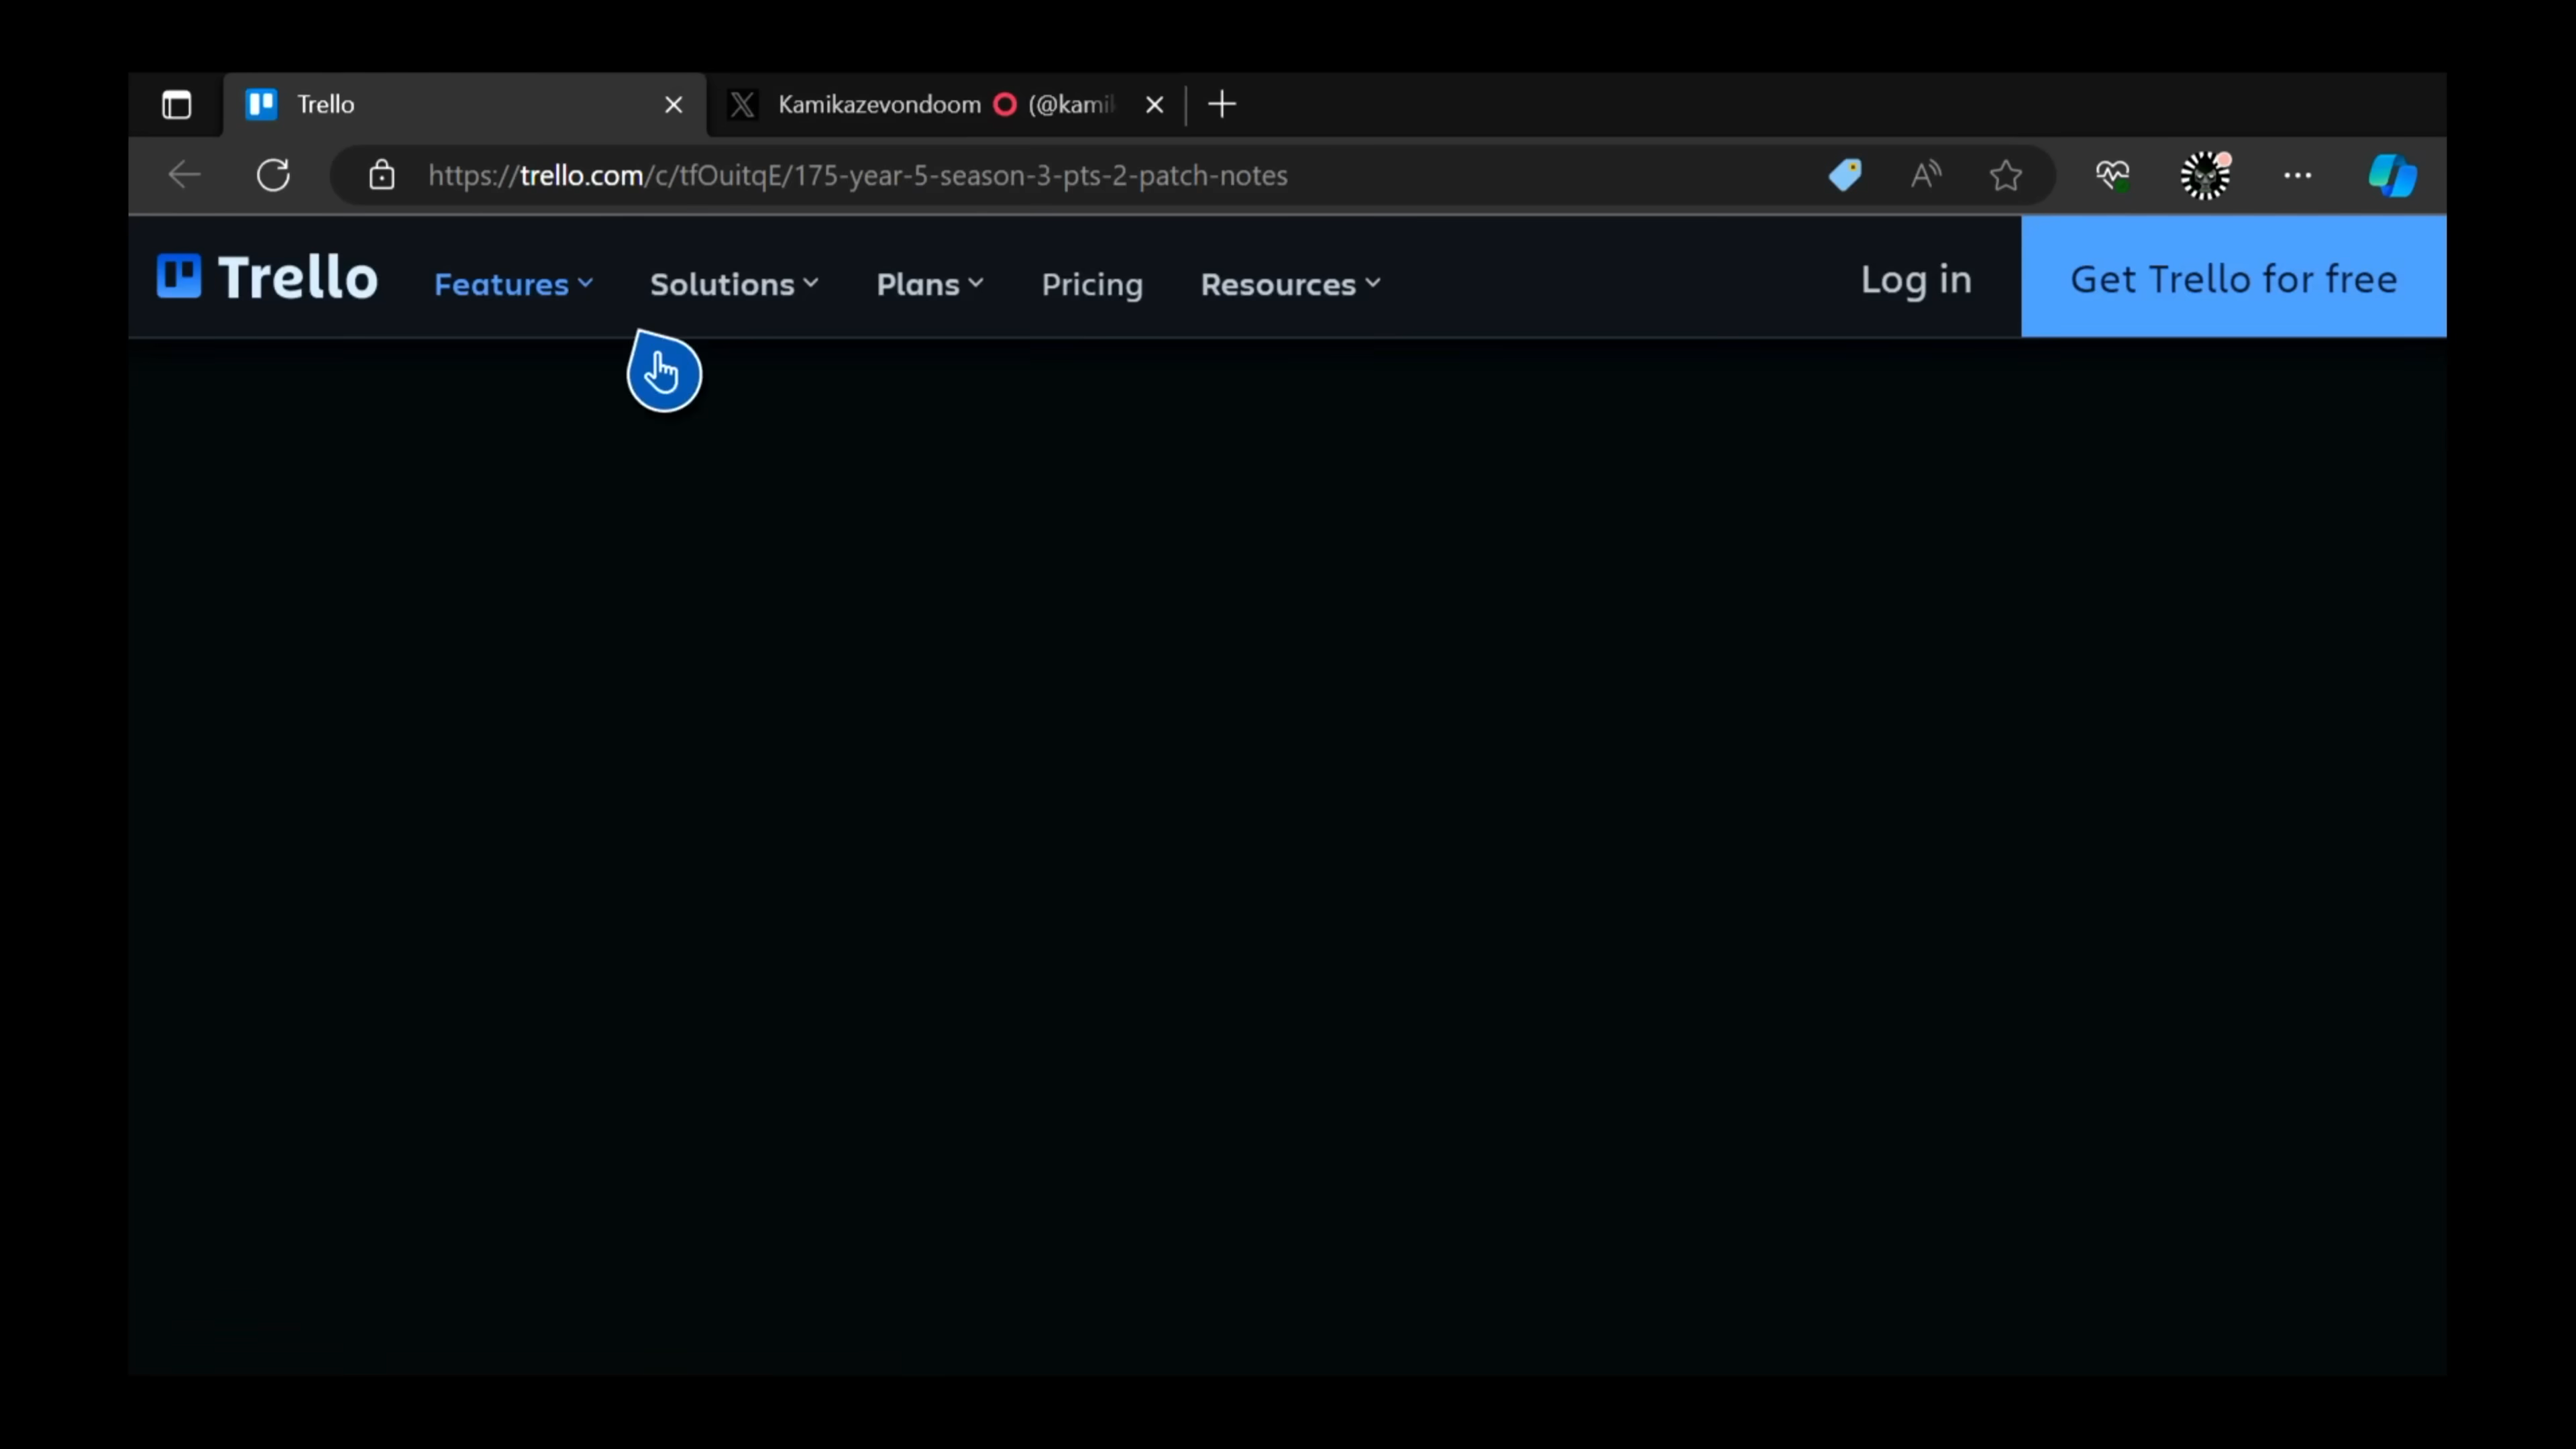 Trello
Kamikazevondoom ⭕ (@kami
https://trello.com/c/tfOuitqE/175-year-5-season-3-pts-2-patch-notes
Trello Features Solutions Plans Pricing Resources Log in Get Trello for free